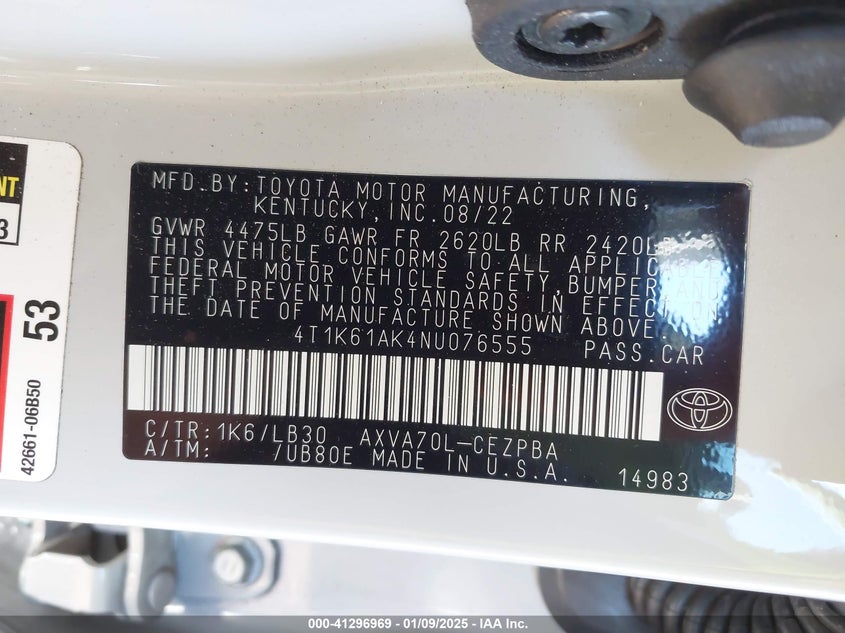 MFD. BY: TOYOTA MOTOR MANUFACTURING,
KENTUCKY, INC. 08/22
GVWR 4475LB GAWR FR 2620LB RR 2420LB
THIS VEHICLE CONFORMS TO ALL APPLICABLE
FEDERAL MOTOR VEHICLE SAFETY, BUMPER, AND
THEFT PREVENTION STANDARDS IN EFFECT ON
THE DATE OF MANUFACTURE SHOWN ABOVE.
4T1K61AK4NU076555 PASS. CAR
C/TR: 1K6/LB30 AXVA70L-CEZPBA
A/TM: /UB80E MADE IN U.S.A.
14983
53
42661-06B50
000-41296969 | 01/09/2025 - IAA Inc.